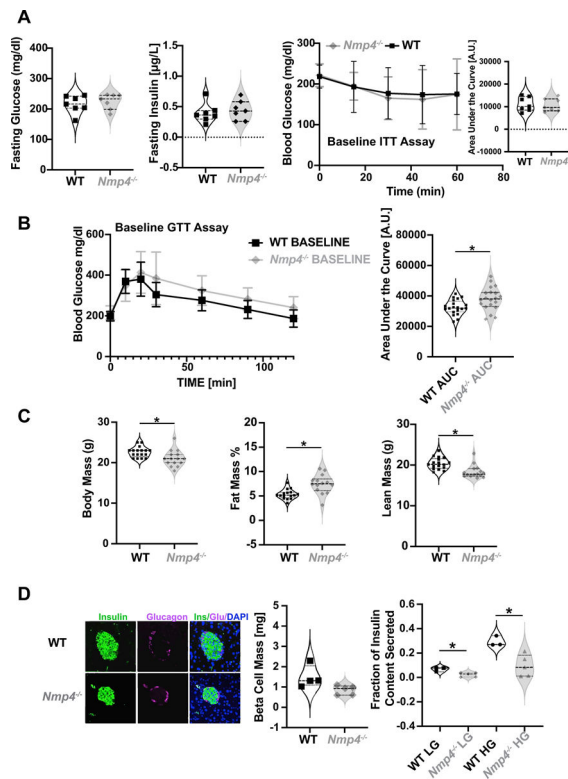 A
Fasting Glucose (mg/dl)
400
300
200
100
0
WT
Nmp4-/-
Fasting Insulin [µg/L]
1.5
1.0
0.5
0.0
-0.5
WT
Nmp4-/-
Blood Glucose (mg/dl)
400
300
200
100
0
Nmp4-/- WT
Baseline ITT Assay
0 20 40 60 80
Time (min)
Area Under the Curve [A.U.]
30000
20000
10000
0
-10000
WT
Nmp4-/-
B
Baseline GTT Assay
Blood Glucose mg/dl
600
400
200
0
0 50 100
TIME [min]
WT BASELINE
Nmp4-/- BASELINE
Area Under the Curve [A.U.]
80000
60000
40000
20000
0
*
WT AUC
Nmp4-/- AUC
C
Body Mass (g)
30
20
10
0
*
WT
Nmp4-/-
Fat Mass %
20
15
10
5
0
-5
*
WT
Nmp4-/-
Lean Mass (g)
30
20
10
0
*
WT
Nmp4-/-
D
Insulin Glucagon Ins/Glu/DAPI
WT
Nmp4-/-
Beta Cell Mass [mg]
4
3
2
1
0
-1
WT
Nmp4-/-
Fraction of Insulin
Content Secreted
0.6
0.4
0.2
0.0
-0.2
*
*
WT LG
Nmp4-/- LG
WT HG
Nmp4-/- HG